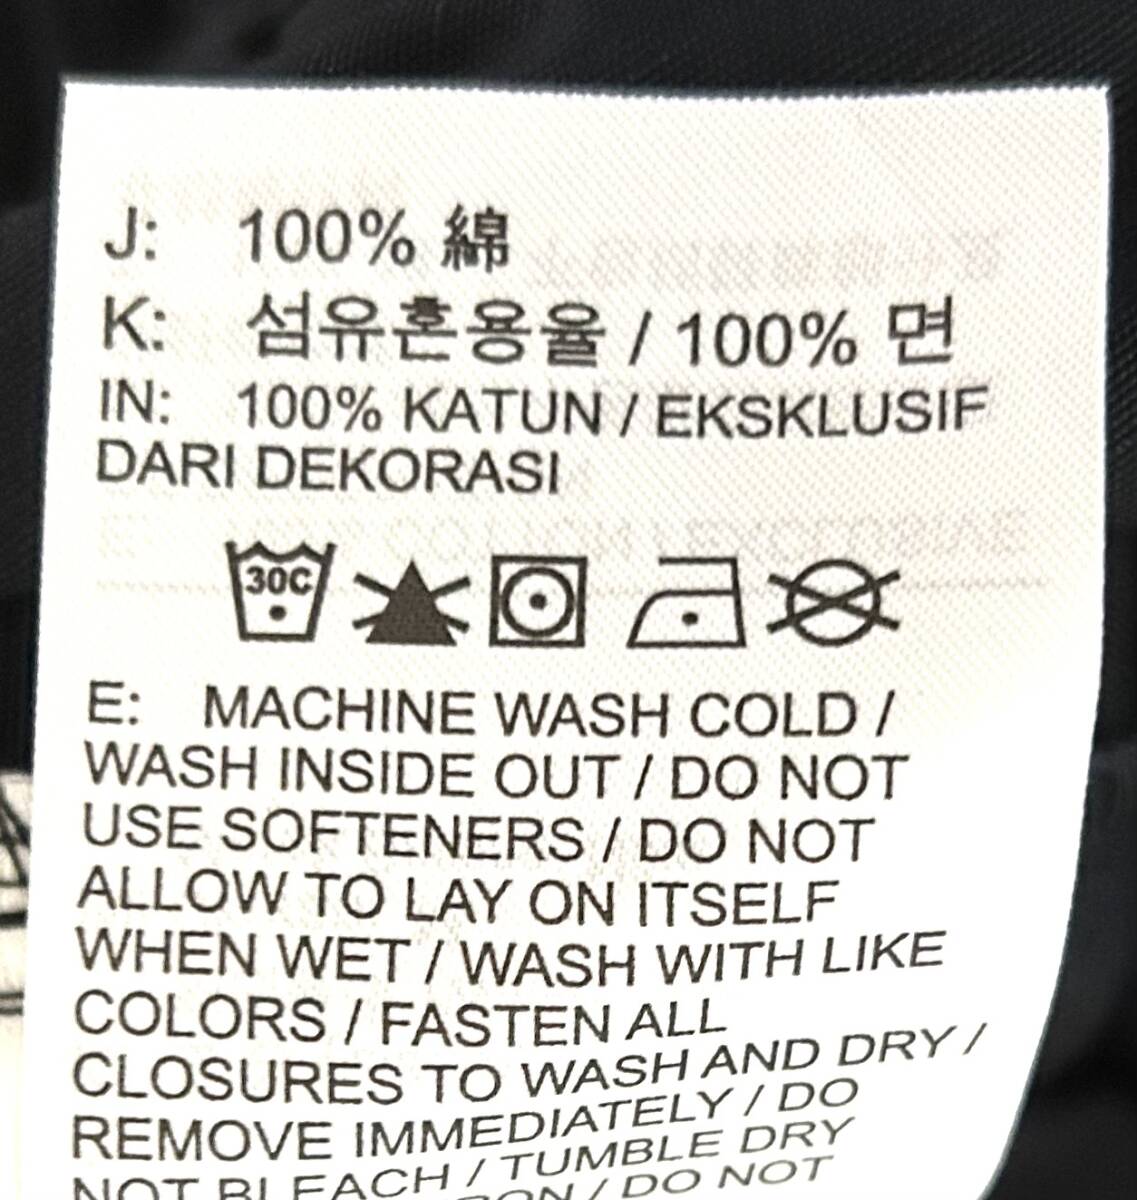 J: 100% 綿
K: 섬유혼용율 / 100% 면
IN: 100% KATUN / EKSKLUSIF
DARI DEKORASI
30C
E: MACHINE WASH COLD /
WASH INSIDE OUT / DO NOT
USE SOFTENERS / DO NOT
ALLOW TO LAY ON ITSELF
WHEN WET / WASH WITH LIKE
COLORS / FASTEN ALL
CLOSURES TO WASH AND DRY /
REMOVE IMMEDIATELY / DO
NOT BLEACH / TUMBLE DRY
/ DO NOT